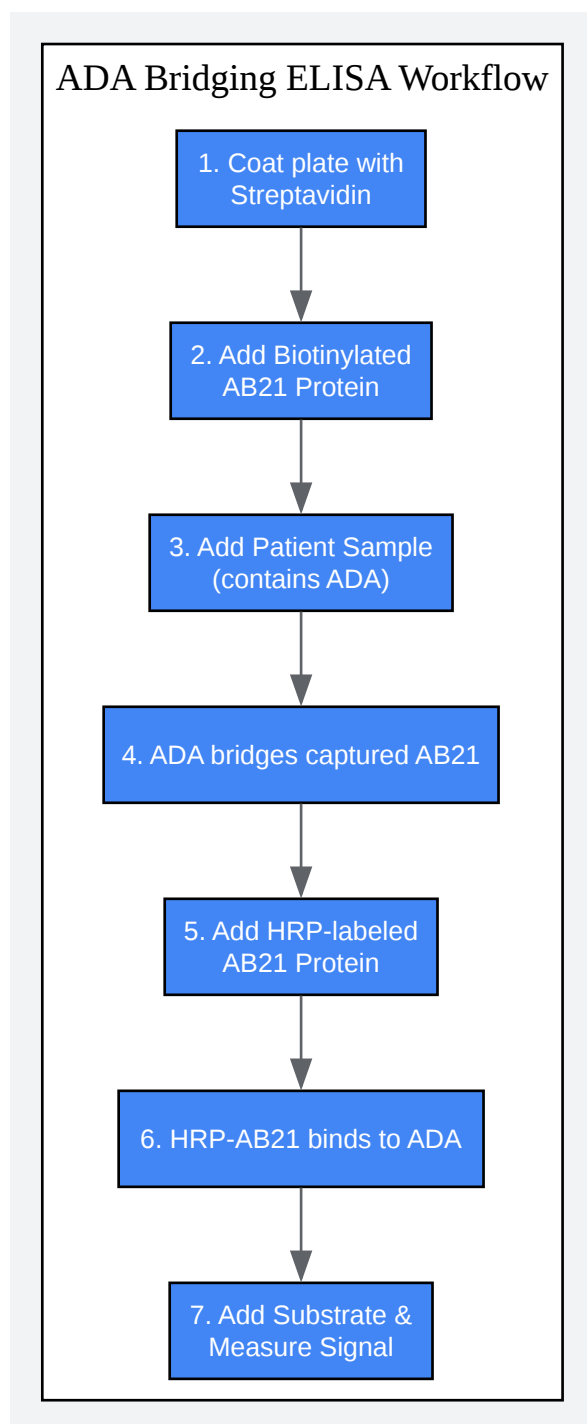 ADA Bridging ELISA Workflow
1. Coat plate with
Streptavidin
2. Add Biotinylated
AB21 Protein
3. Add Patient Sample
(contains ADA)
4. ADA bridges captured AB21
5. Add HRP-labeled
AB21 Protein
6. HRP-AB21 binds to ADA
7. Add Substrate &
Measure Signal